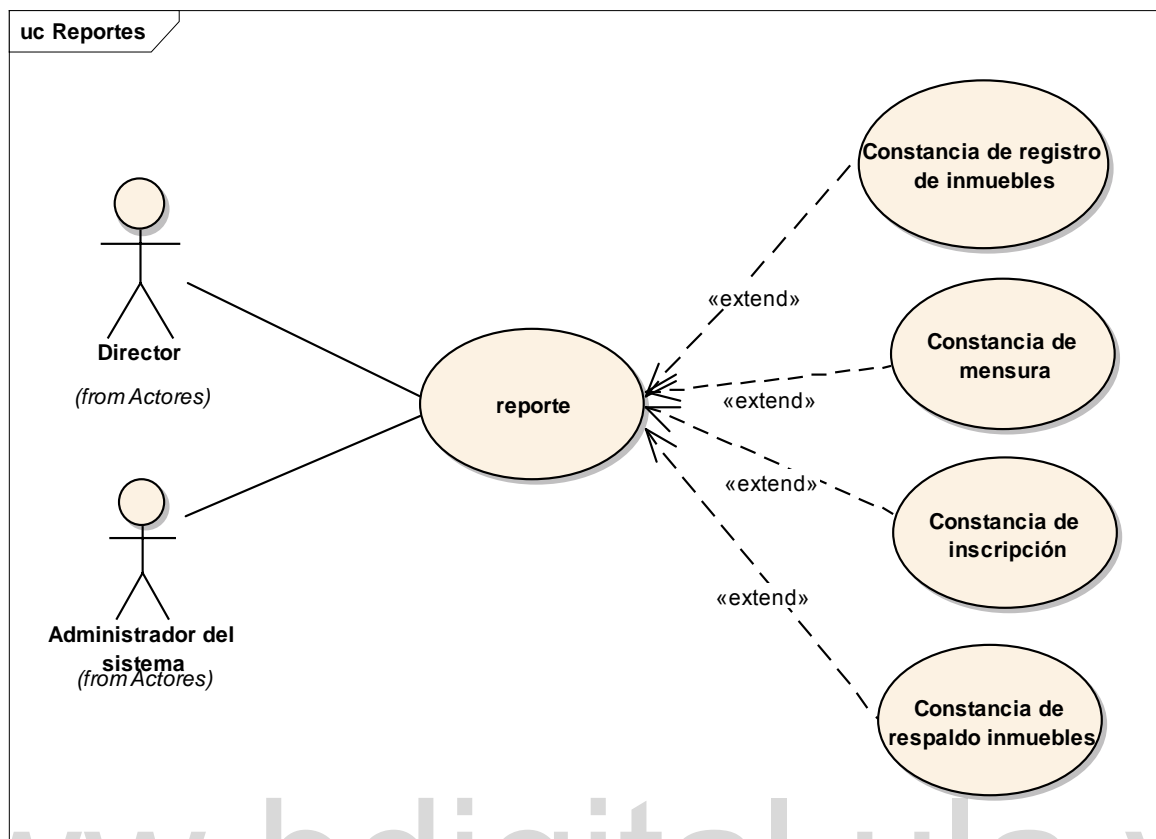 uc Reportes
Director
(from Actores)
Administrador del
sistema
(from Actores)
reporte
«extend»
«extend»
«extend»
«extend»
Constancia de registro
de inmuebles
Constancia de
mensura
Constancia de
inscripción
Constancia de
respaldo inmuebles